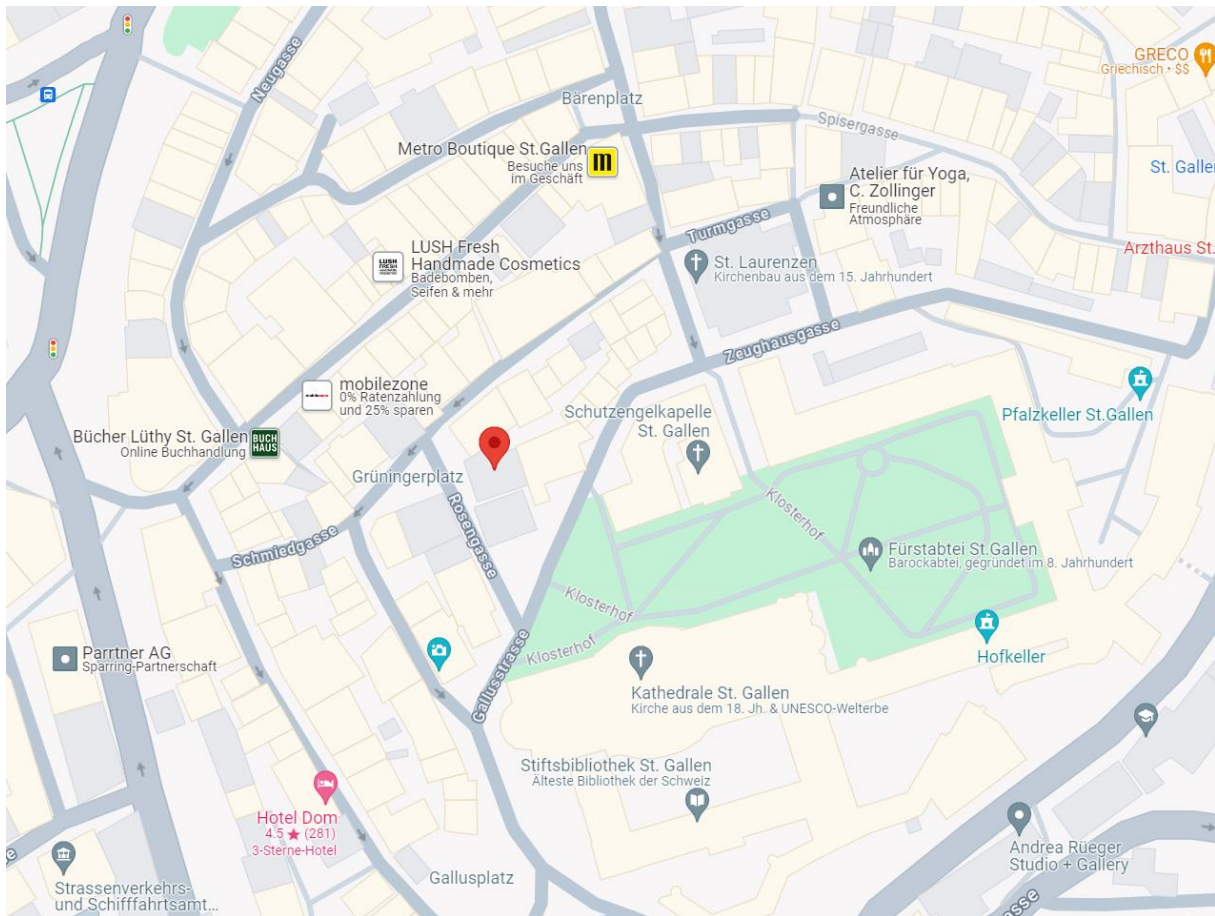 GRECO
Griechisch • $$
Neugasse
Bärenplatz
Spisergasse
Metro Boutique St.Gallen
Besuche uns
im Geschäft
m
St. Galle
Atelier für Yoga,
C. Zollinger
Freundliche
Atmosphäre
Turmgasse
LUSH Fresh
Handmade Cosmetics
Badebomben,
Seifen & mehr
LUSH
FRESH
Arzthaus St.
St. Laurenzen
Kirchenbau aus dem 15. Jahrhundert
Zeughausgasse
mobilezone
0% Ratenzahlung
und 25% sparen
Schutzengelkapelle
St. Gallen
Pfalzkeller St.Gallen
Bücher Lüthy St. Gallen
Online Buchhandlung
BUCH
HAUS
Grüningerplatz
Rosengasse
Klosterhof
Schmiedgasse
Fürstabtei St.Gallen
Barockabtei, gegründet im 8. Jahrhundert
Klosterhof
Klosterhof
Hofkeller
Parrtner AG
Sparring-Partnerschaft
Gallusstrasse
Kathedrale St. Gallen
Kirche aus dem 18. Jh. & UNESCO-Welterbe
Stiftsbibliothek St. Gallen
Älteste Bibliothek der Schweiz
Hotel Dom
4.5 ★ (281)
3-Sterne-Hotel
Andrea Rüeger
Studio + Gallery
Gallusplatz
Strassenverkehrs-
und Schifffahrtsamt...
sse